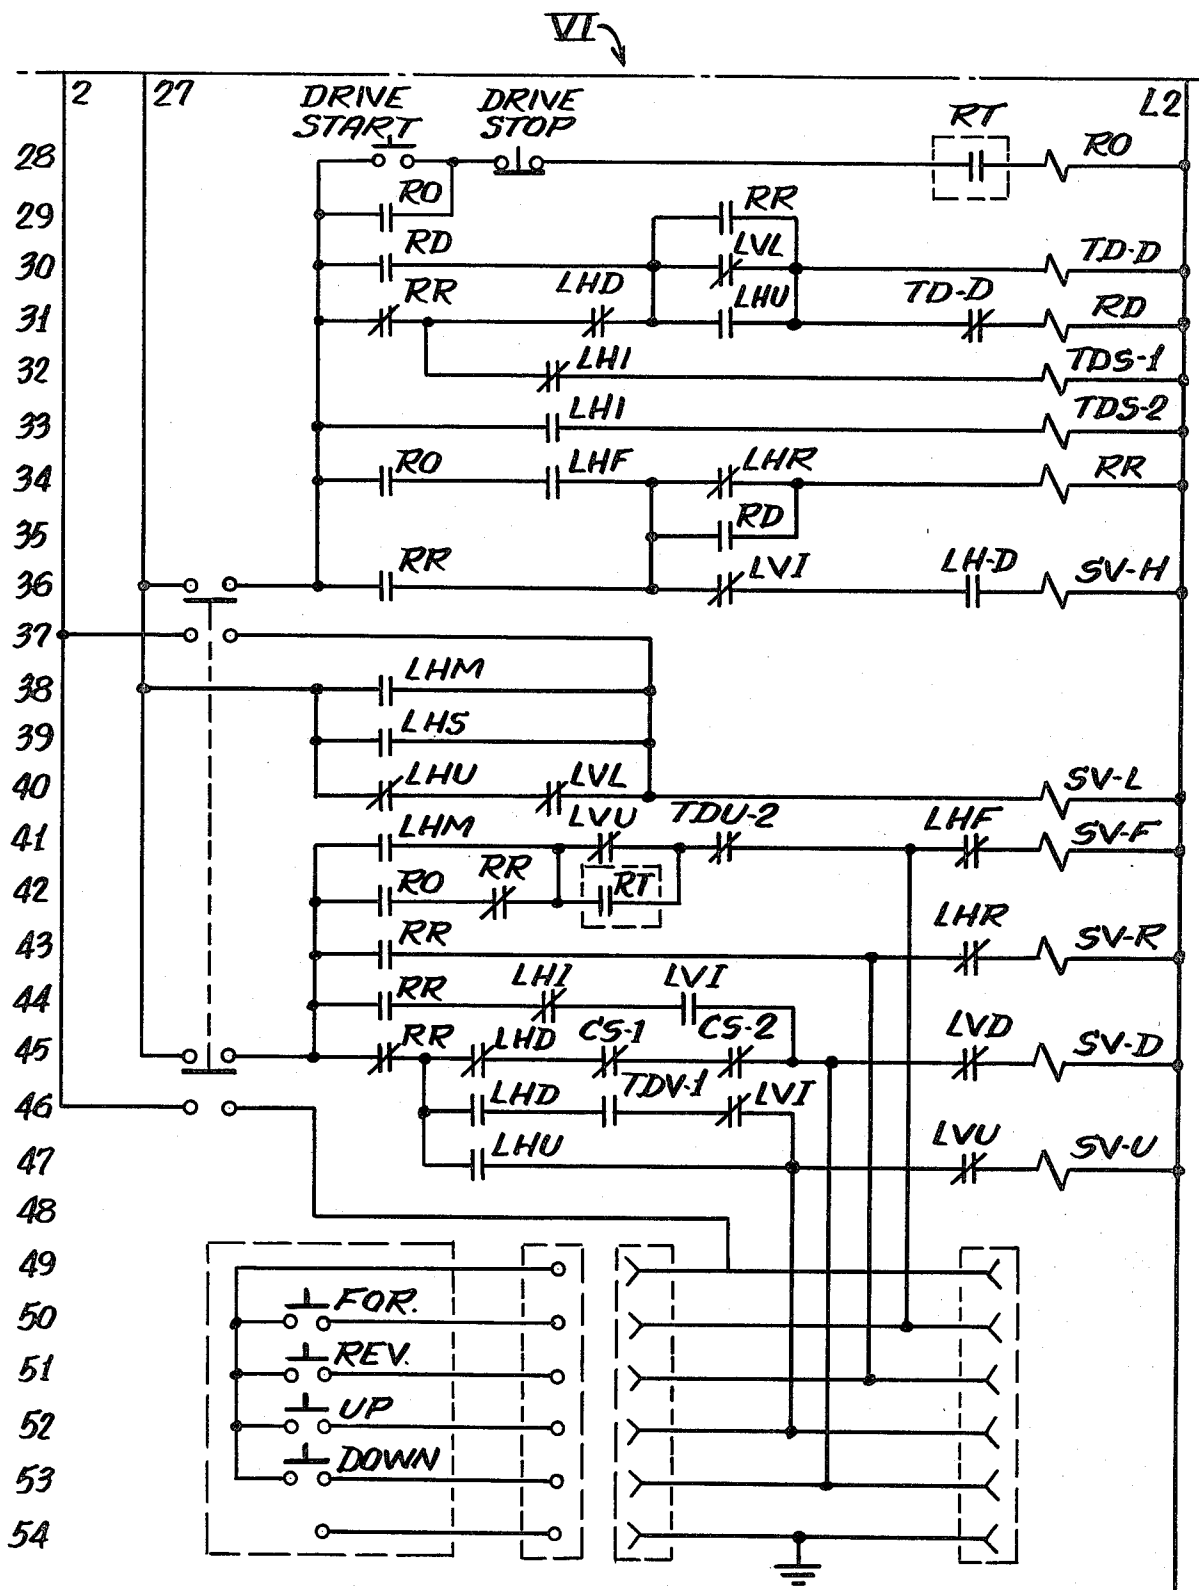 VI
2 27 DRIVE START DRIVE STOP RT L2
28 RO
29 RO RR
30 RD LVL TD-D
31 RR LHD LHU TD-D RD
32 LHI TDS-1
33 LHI TDS-2
34 RO LHF LHR RR
35 RD
36 RR LVI LH-D SV-H
37
38 LHM
39 LHS
40 LHU LVL SV-L
41 LHM LVU TDU-2 LHF SV-F
42 RO RR RT
43 RR LHR SV-R
44 RR LHI LVI
45 RR LHD CS-1 CS-2 LVD SV-D
46 LHD TDV-1 LVI
47 LHU LVU SV-U
48
49
50 FOR.
51 REV.
52 UP
53 DOWN
54